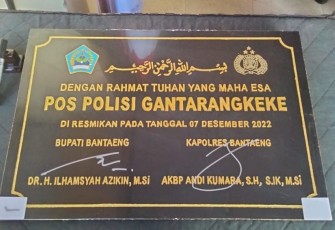 بسم الله الرحمن الرحيم
DENGAN RAHMAT TUHAN YANG MAHA ESA
POS POLISI GANTARANGKEKE
DI RESMIKAN PADA TANGGAL 07 DESEMBER 2022
BUPATI BANTAENG KAPOLRES BANTAENG
DR. H. ILHAMSYAH AZIKIN, M.Si AKBP ANDI KUMARA, S.H, S.IK, M.Si